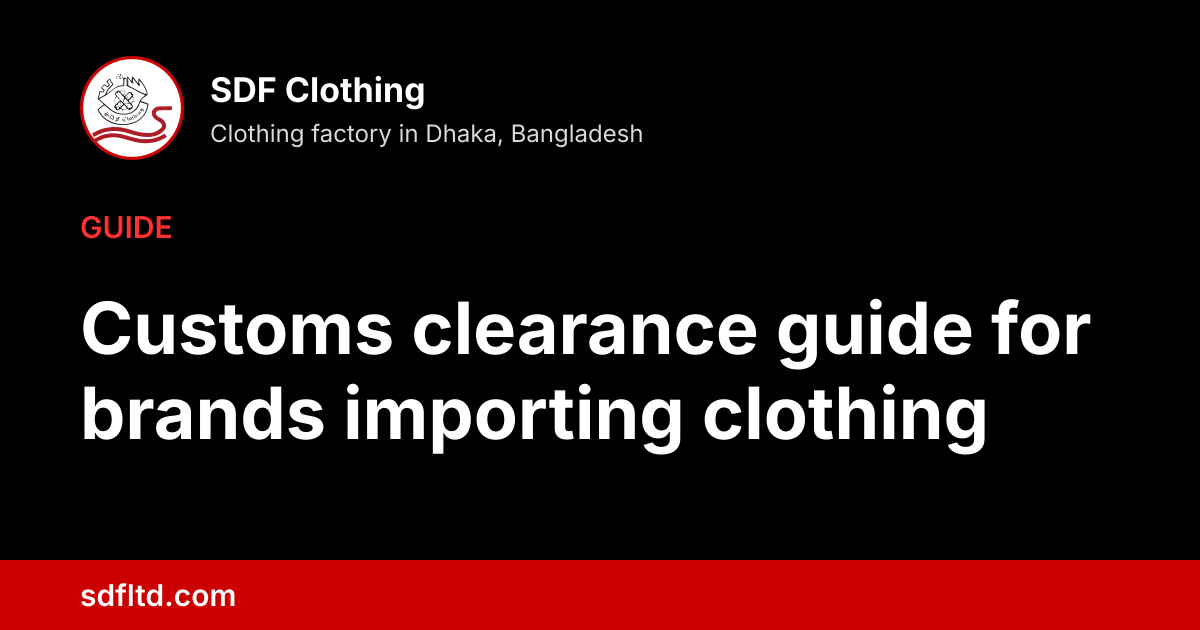 SDF Clothing
Clothing factory in Dhaka, Bangladesh
GUIDE
Customs clearance guide for
brands importing clothing
sdfltd.com